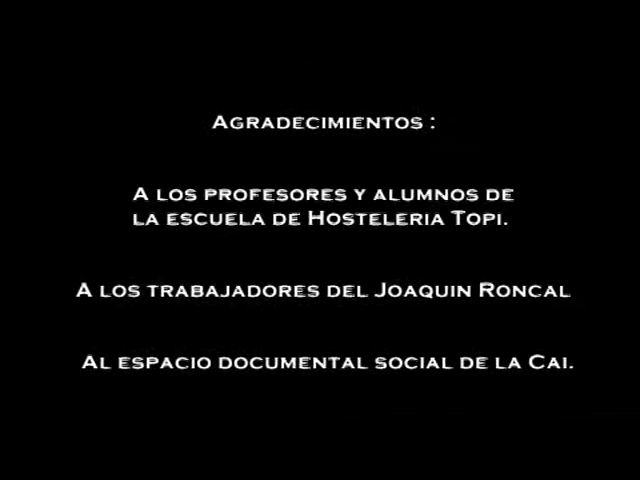 Agradecimientos :
A los profesores y alumnos de
la escuela de Hosteleria Topi.
A los trabajadores del Joaquin Roncal
Al espacio documental social de la Cai.